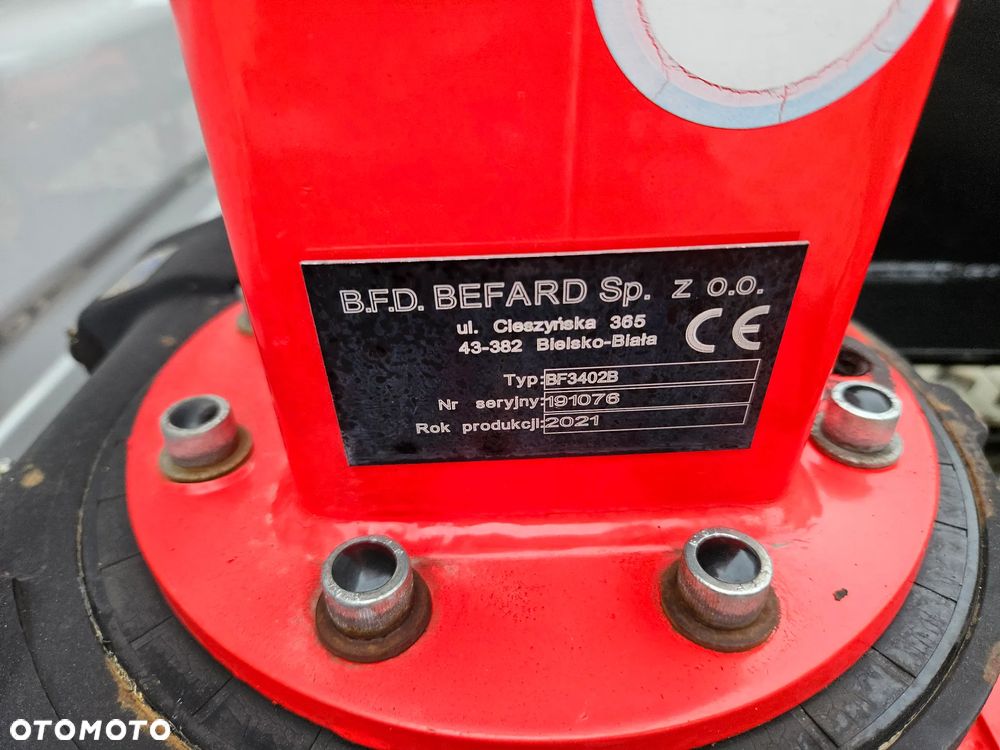 B.F.D. BEFARD Sp. z o.o.
ul. Cieszyńska 365
43-382 Bielsko-Biała
CE
Typ: BF3402B
Nr seryjny: 191076
Rok produkcji: 2021
OTOMOTO